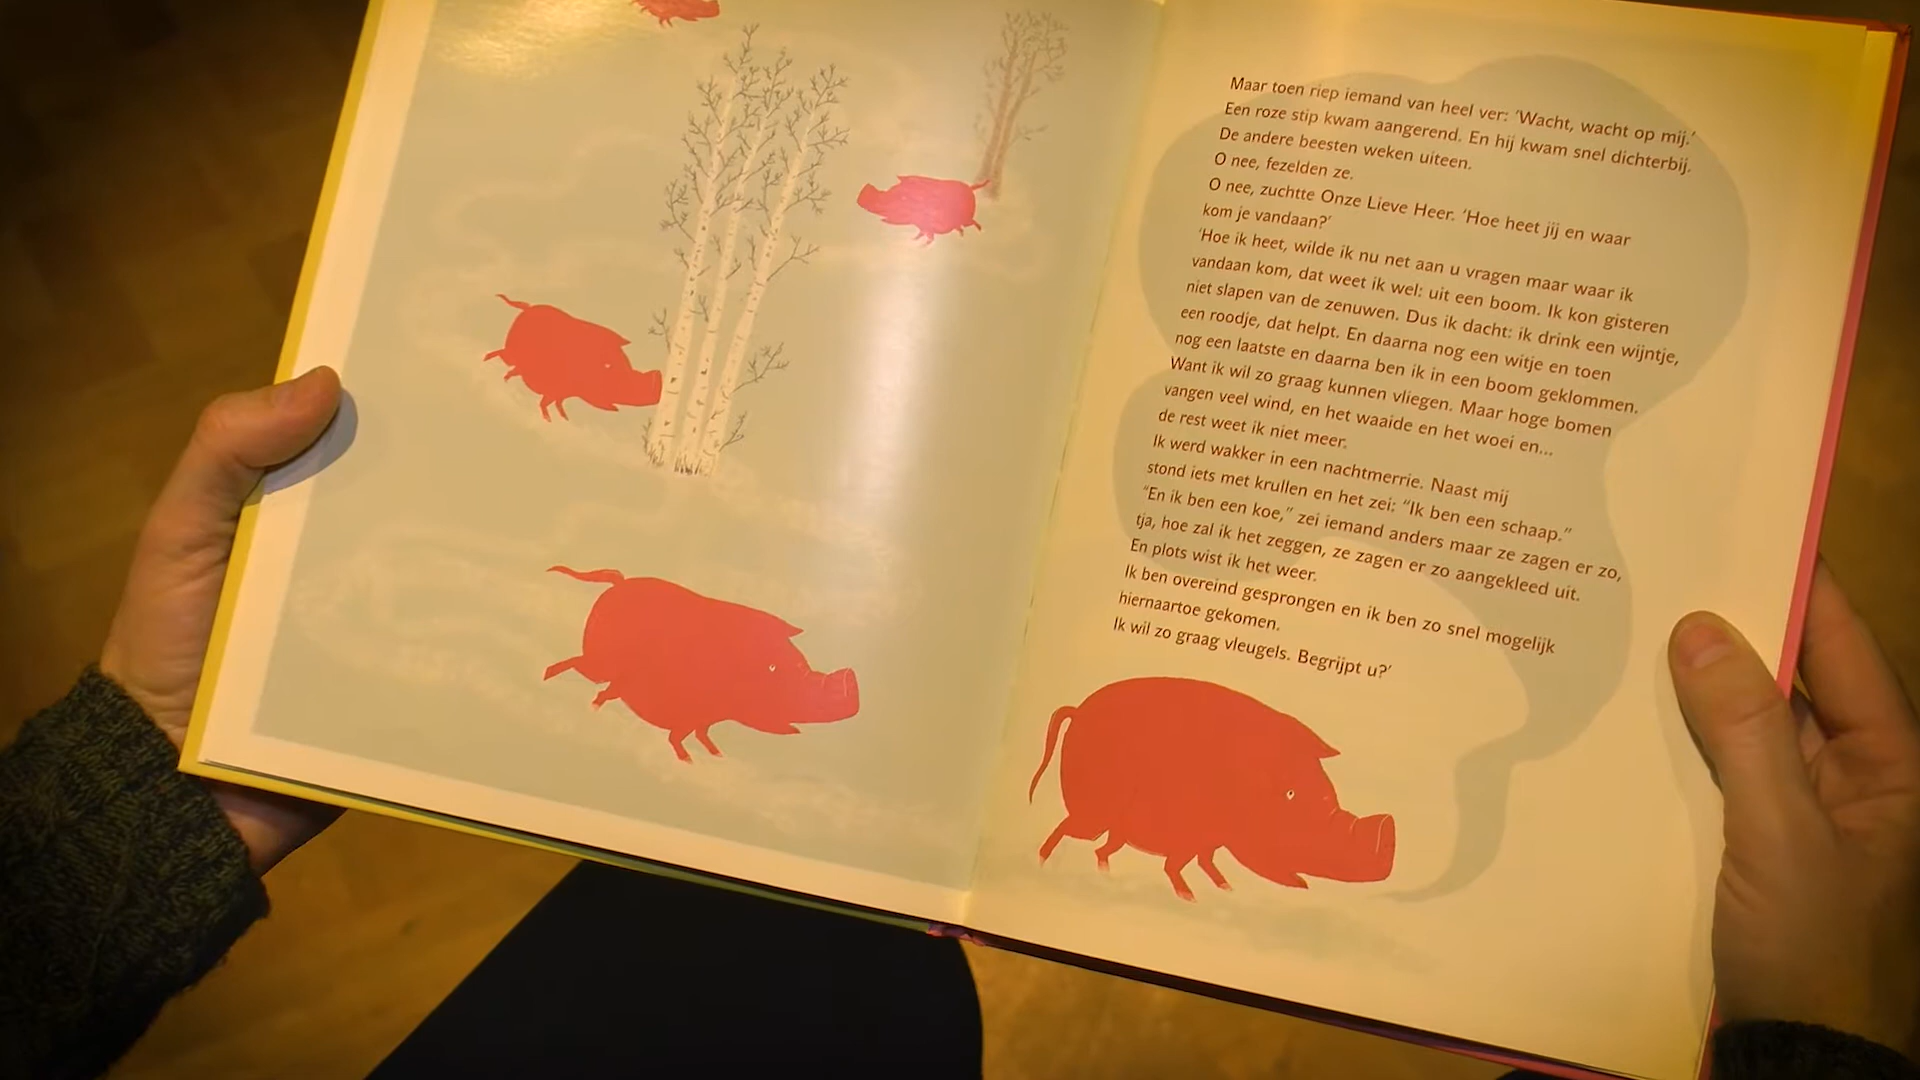 Maar toen riep iemand van heel ver: ‘Wacht, wacht op mij.’
Een roze stip kwam aangerend. En hij kwam snel dichterbij.
De andere beesten weken uiteen.
O nee, fezelden ze.
O nee, zuchtte Onze Lieve Heer. ‘Hoe heet jij en waar
kom je vandaan?’
‘Hoe ik heet, wilde ik nu net aan u vragen maar waar ik
vandaan kom, dat weet ik wel: uit een boom. Ik kon gisteren
niet slapen van de zenuwen. Dus ik dacht: ik drink een wijntje,
een roodje, dat helpt. En daarna nog een witje en toen
nog een laatste en daarna ben ik in een boom geklommen.
Want ik wil zo graag kunnen vliegen. Maar hoge bomen
vangen veel wind, en het waaide en het woei en...
de rest weet ik niet meer.
Ik werd wakker in een nachtmerrie. Naast mij
stond iets met krullen en het zei: “Ik ben een schaap.”
“En ik ben een koe,” zei iemand anders maar ze zagen er zo,
tja, hoe zal ik het zeggen, ze zagen er zo aangekleed uit.
En plots wist ik het weer.
Ik ben overeind gesprongen en ik ben zo snel mogelijk
hiernaartoe gekomen.
Ik wil zo graag vleugels. Begrijpt u?’